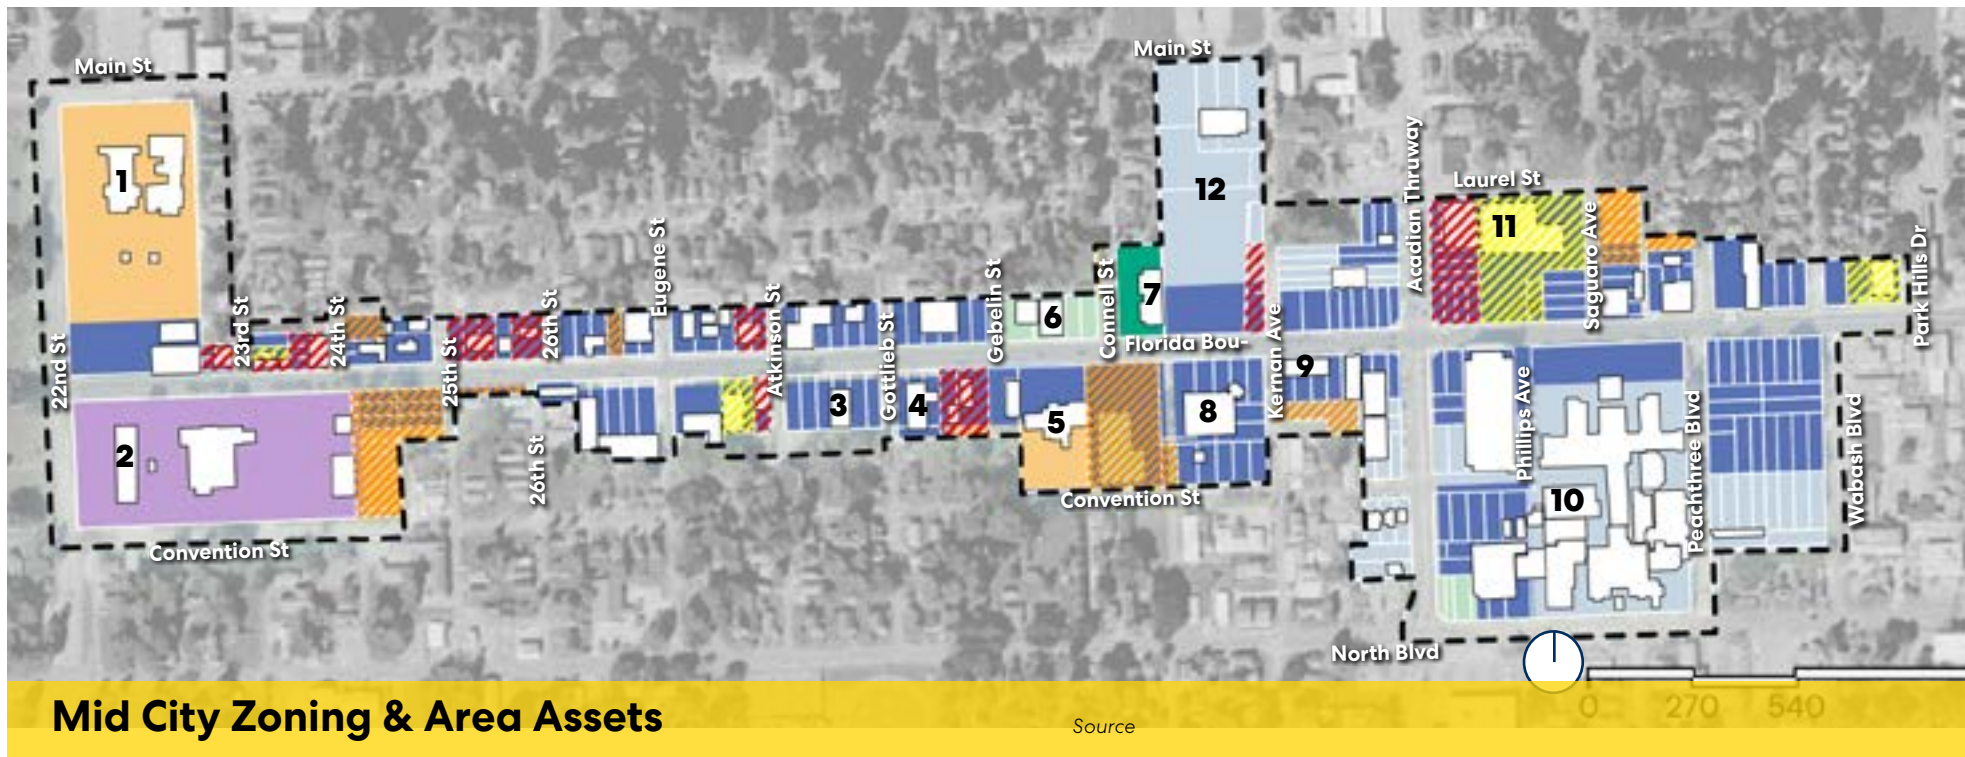 Main St
Main St
1
12
Acadian Thruway
Laurel St
11
Saguaro Ave
Park Hills Dr
22nd St
23rd St
24th St
25th St
26th St
Eugene St
Atkinson St
Gottlieb St
Gebelin St
6
Connell St
7
Florida Bou-
Kernan Ave
9
2
26th St
3
4
5
8
Phillips Ave
10
Peachthree Blvd
Wabash Blvd
Convention St
Convention St
North Blvd
Mid City Zoning & Area Assets
Source
0 270 540